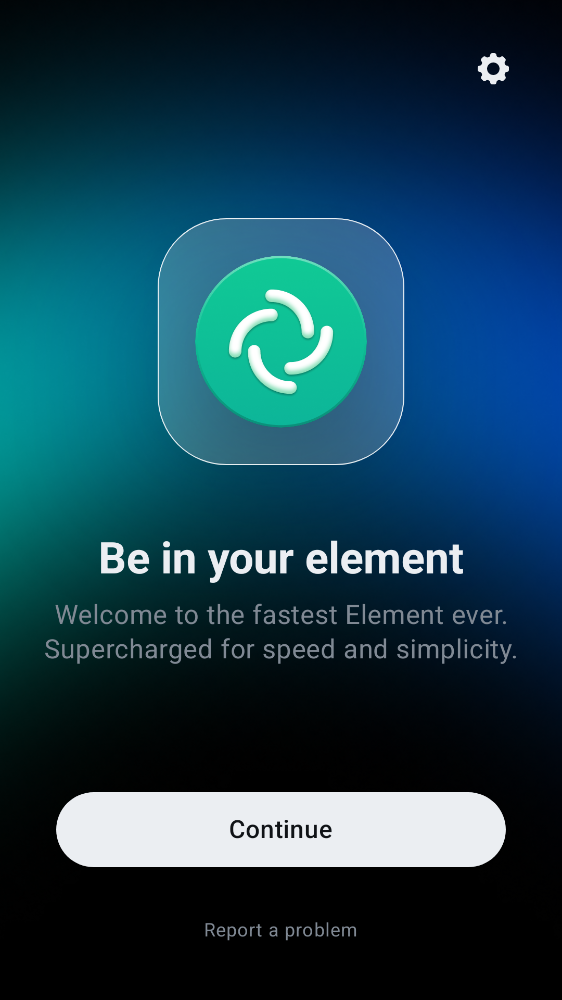 Be in your element
Welcome to the fastest Element ever.
Supercharged for speed and simplicity.
Continue
Report a problem